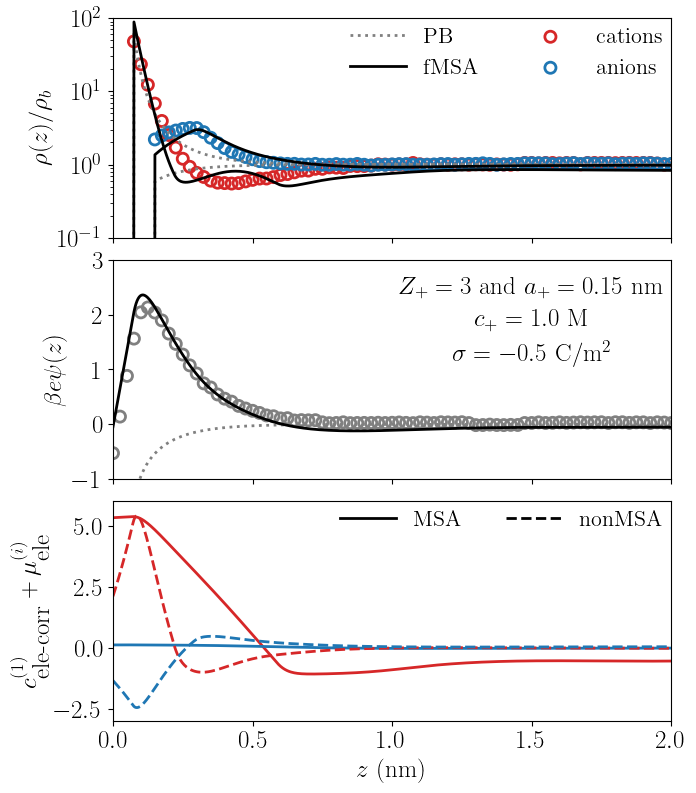 10²
10¹
10⁰
10⁻¹
ρ(z)/ρ_b
PB
fMSA
cations
anions
3
2
1
0
−1
βeψ(z)
Z₊ = 3 and a₊ = 0.15 nm
c₊ = 1.0 M
σ = −0.5 C/m²
5.0
2.5
0.0
−2.5
c^{(1)}_{ele-corr} + μ^{(i)}_{ele}
MSA
nonMSA
0.0 0.5 1.0 1.5 2.0
z (nm)